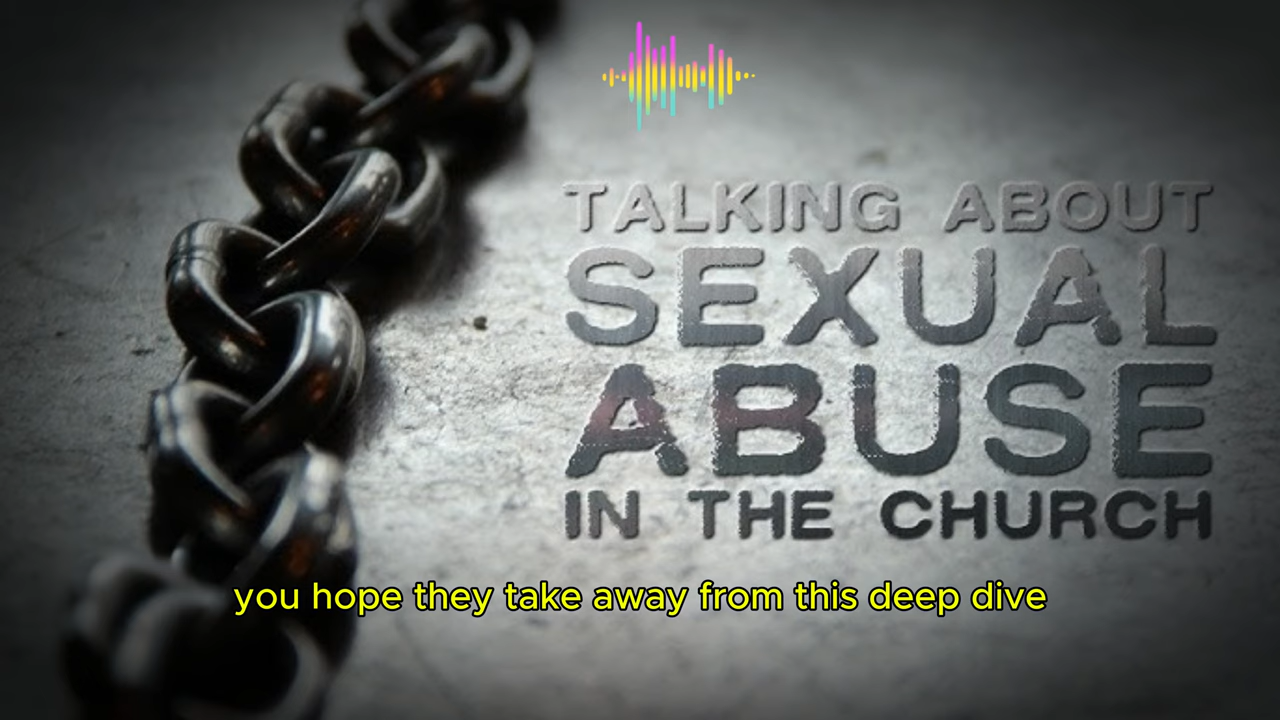 TALKING ABOUT
SEXUAL
ABUSE
IN THE CHURCH
you hope they take away from this deep dive